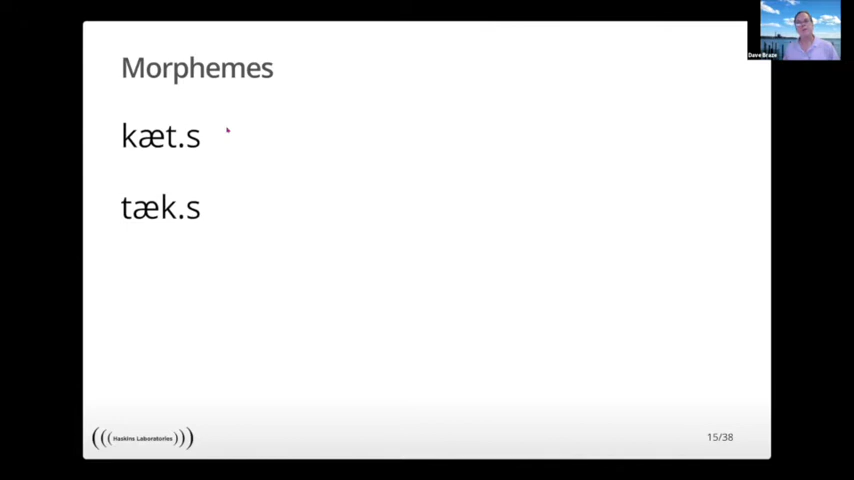 Dave Braze
Morphemes
kæt.s
tæk.s
(((Haskins Laboratories)))
15/38